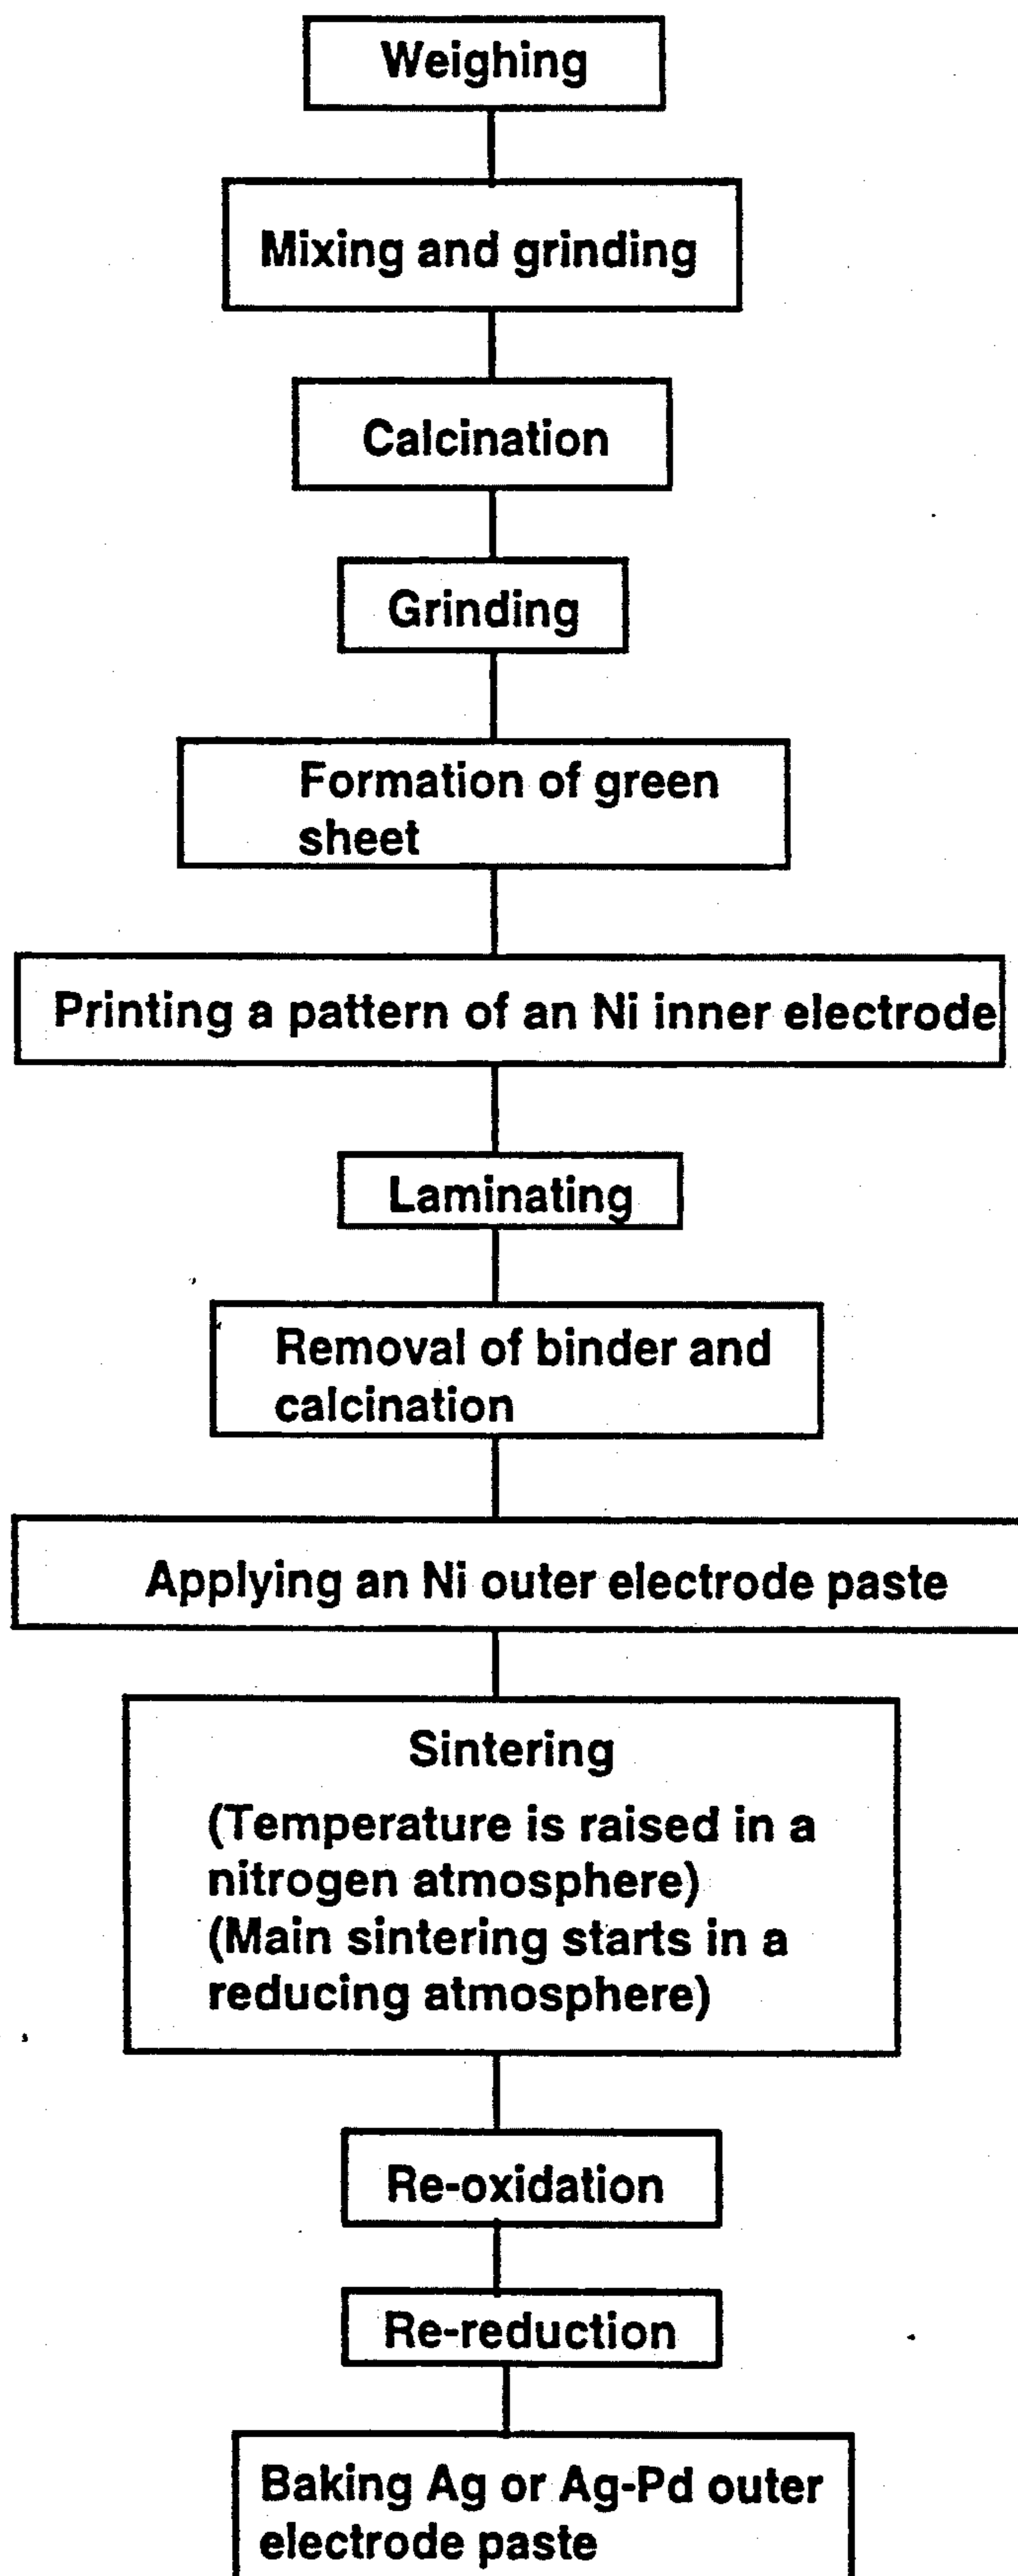 Weighing
Mixing and grinding
Calcination
Grinding
Formation of green
sheet
Printing a pattern of an Ni inner electrode
Laminating
Removal of binder and
calcination
Applying an Ni outer electrode paste
Sintering
(Temperature is raised in a
nitrogen atmosphere)
(Main sintering starts in a
reducing atmosphere)
Re-oxidation
Re-reduction
Baking Ag or Ag-Pd outer
electrode paste